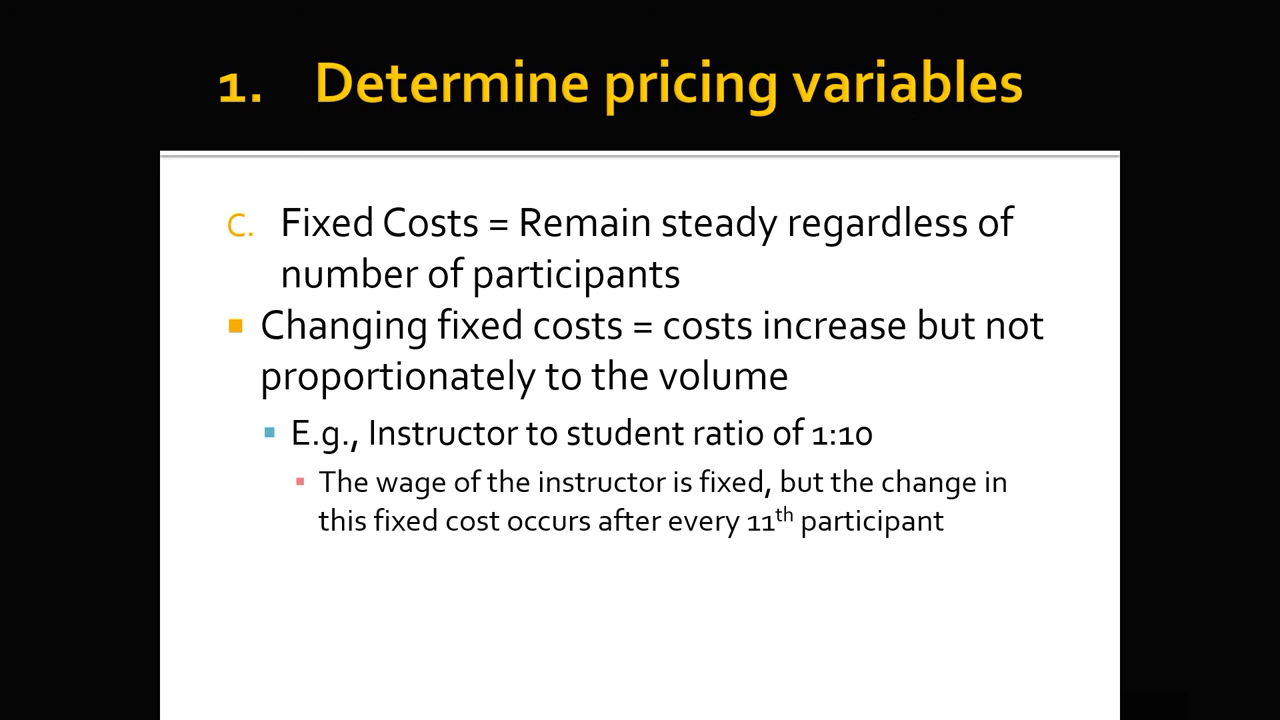 1. Determine pricing variables
C. Fixed Costs = Remain steady regardless of
number of participants
▪ Changing fixed costs = costs increase but not
proportionately to the volume
▪ E.g., Instructor to student ratio of 1:10
▪ The wage of the instructor is fixed, but the change in
this fixed cost occurs after every 11th participant